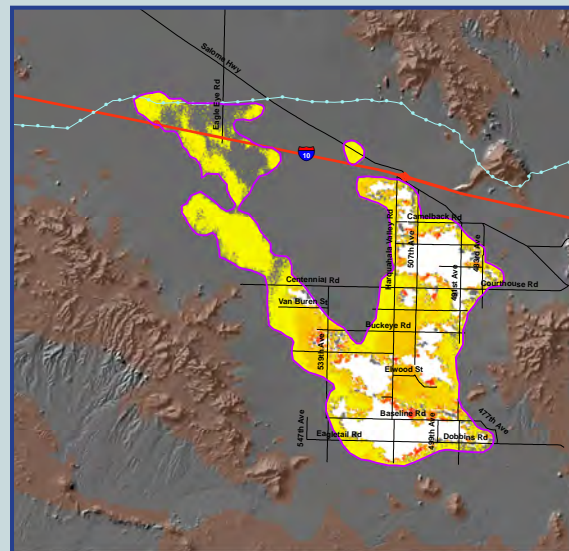 Salome Hwy
Eagle Eye Rd
10
Harquahala Valley Rd
Camelback Rd
507th Ave
483rd Ave
491st Ave
Centennial Rd
Courthouse Rd
Van Buren St
Buckeye Rd
539th Ave
Elwood St
Baseline Rd
477th Ave
547th Ave
Eagletail Rd
499th Ave
Dobbins Rd